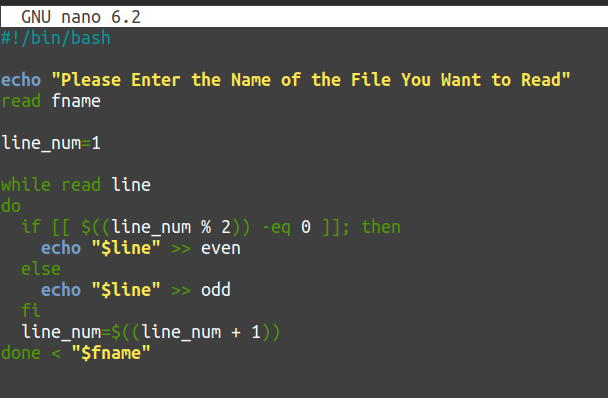 GNU nano 6.2
#!/bin/bash
echo "Please Enter the Name of the File You Want to Read"
read fname
line_num=1
while read line
do
  if [[ $((line_num % 2)) -eq 0 ]]; then
    echo "$line" >> even
  else
    echo "$line" >> odd
  fi
  line_num=$((line_num + 1))
done < "$fname"